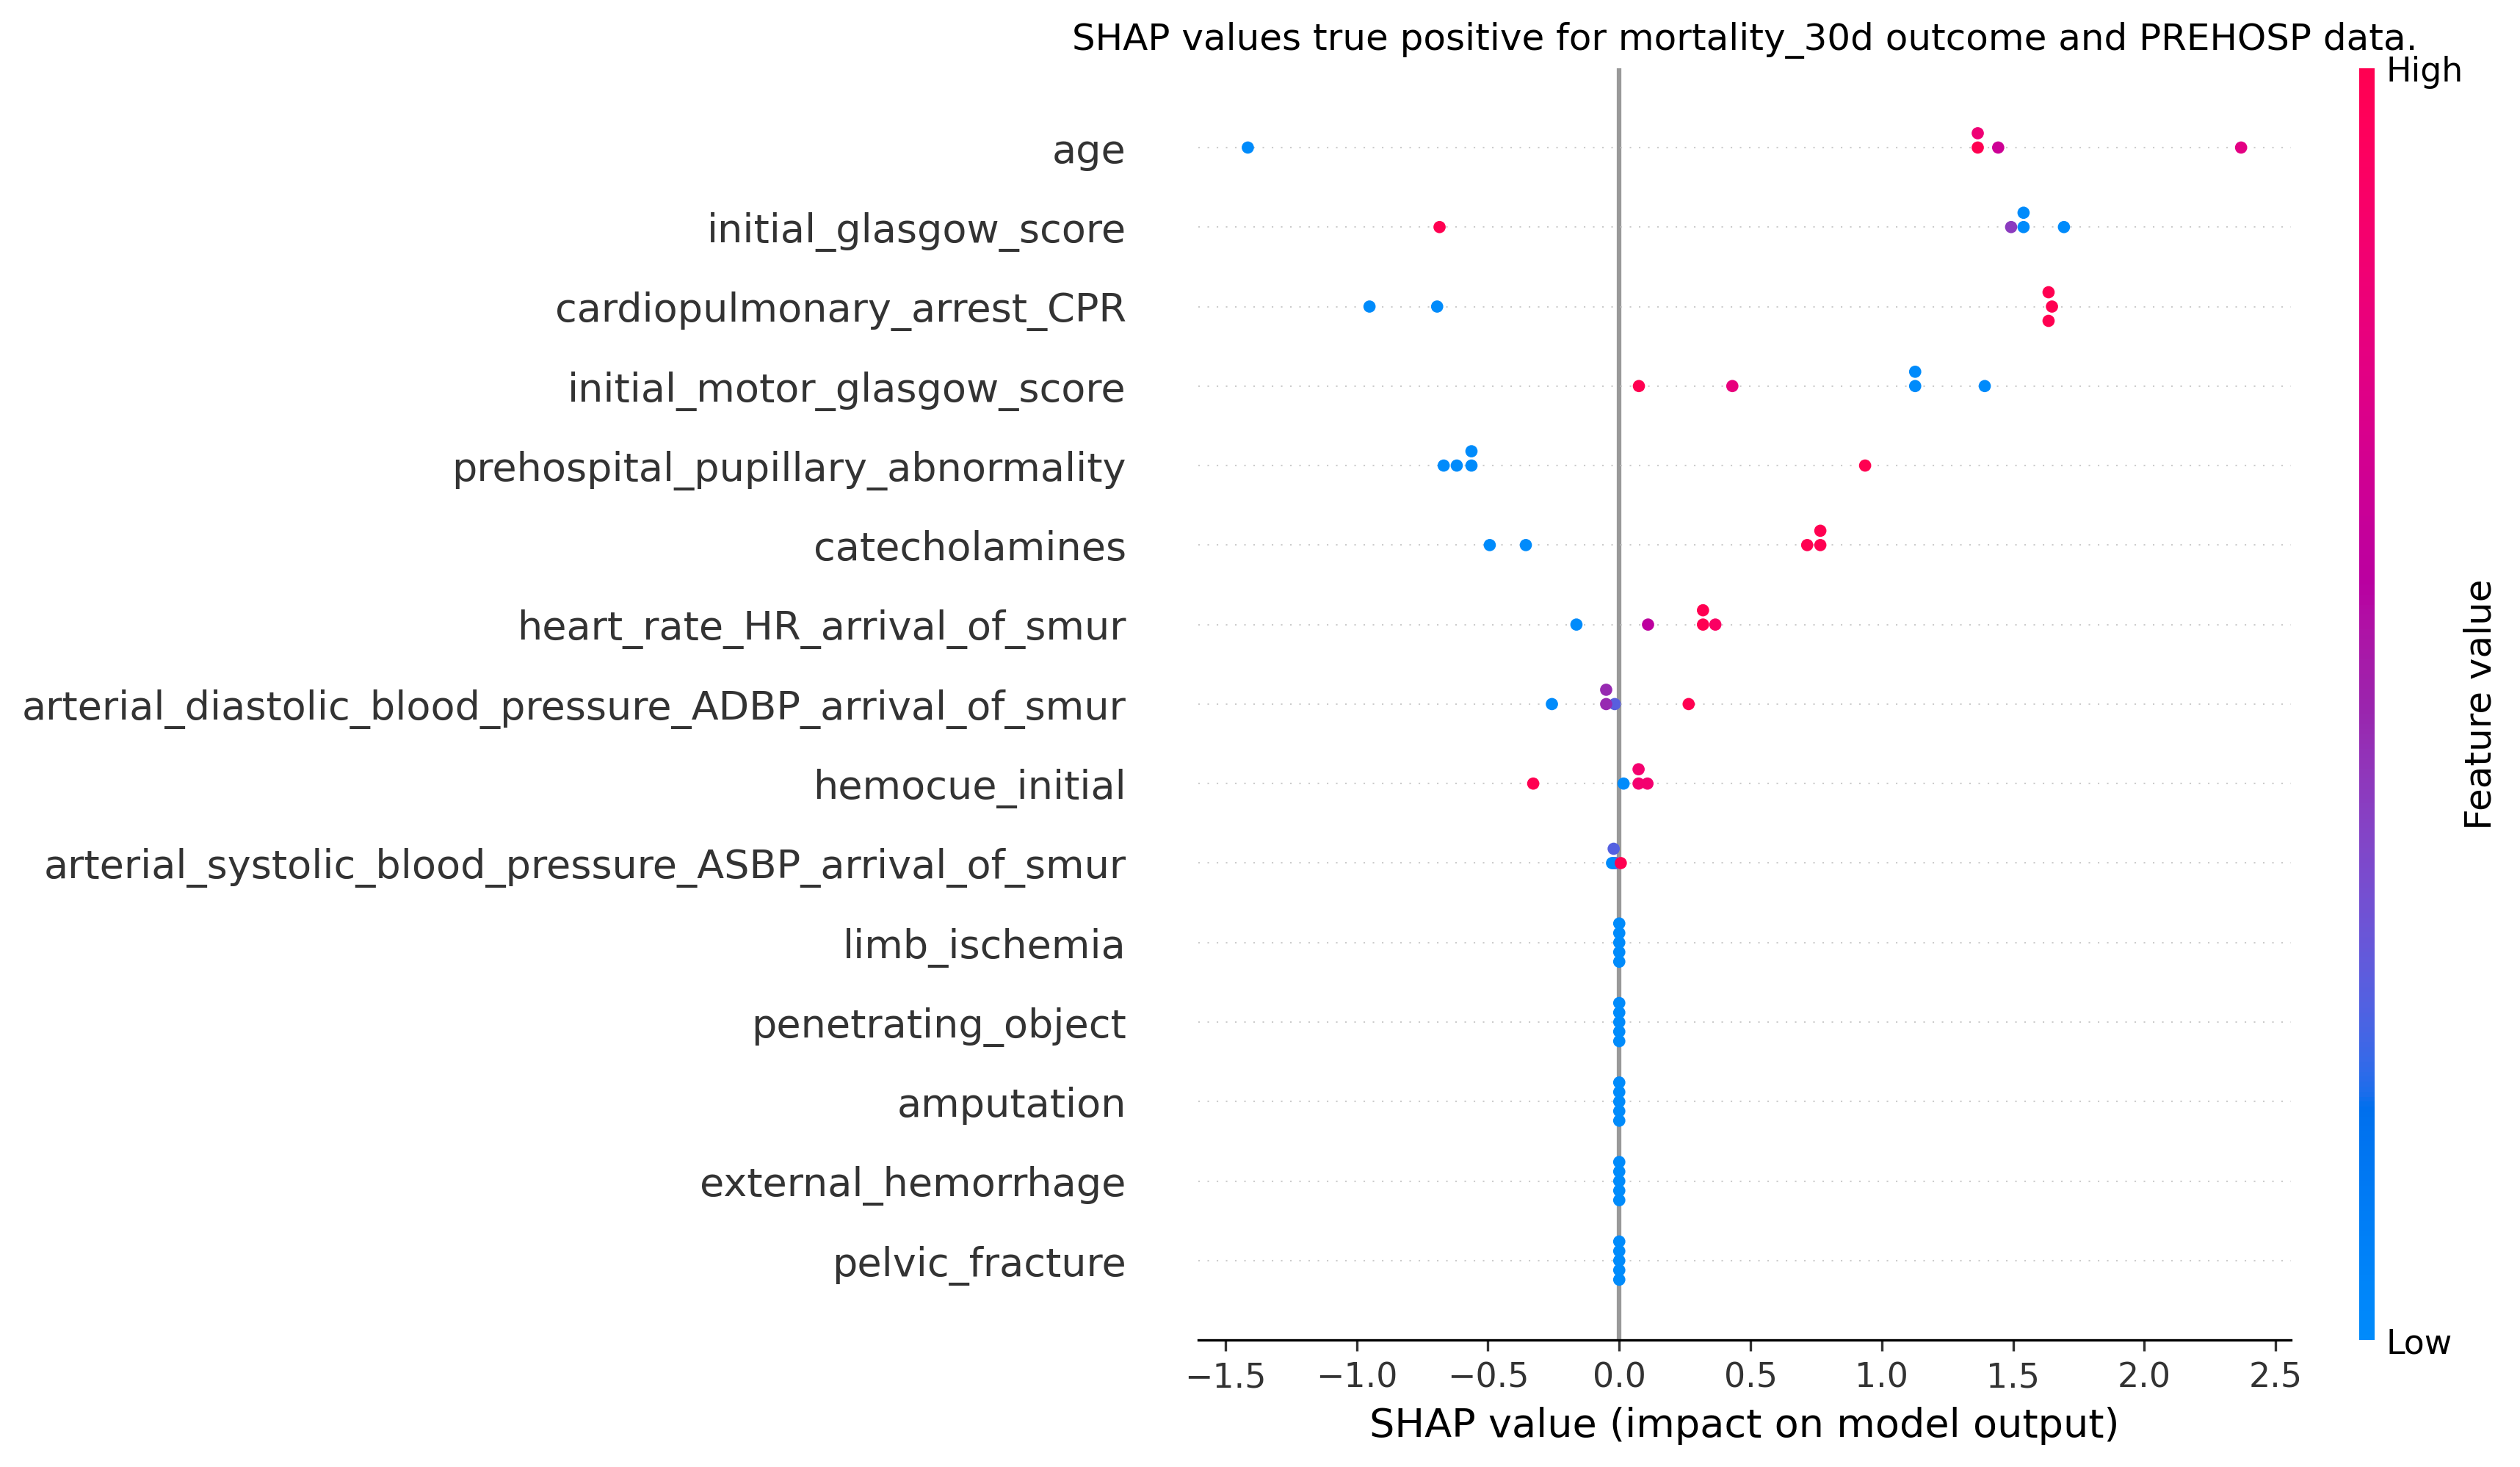 SHAP values true positive for mortality_30d outcome and PREHOSP data.
High
age
initial_glasgow_score
cardiopulmonary_arrest_CPR
initial_motor_glasgow_score
prehospital_pupillary_abnormality
catecholamines
heart_rate_HR_arrival_of_smur
arterial_diastolic_blood_pressure_ADBP_arrival_of_smur
hemocue_initial
arterial_systolic_blood_pressure_ASBP_arrival_of_smur
limb_ischemia
penetrating_object
amputation
external_hemorrhage
pelvic_fracture
Feature value
Low
−1.5 −1.0 −0.5 0.0 0.5 1.0 1.5 2.0 2.5
SHAP value (impact on model output)